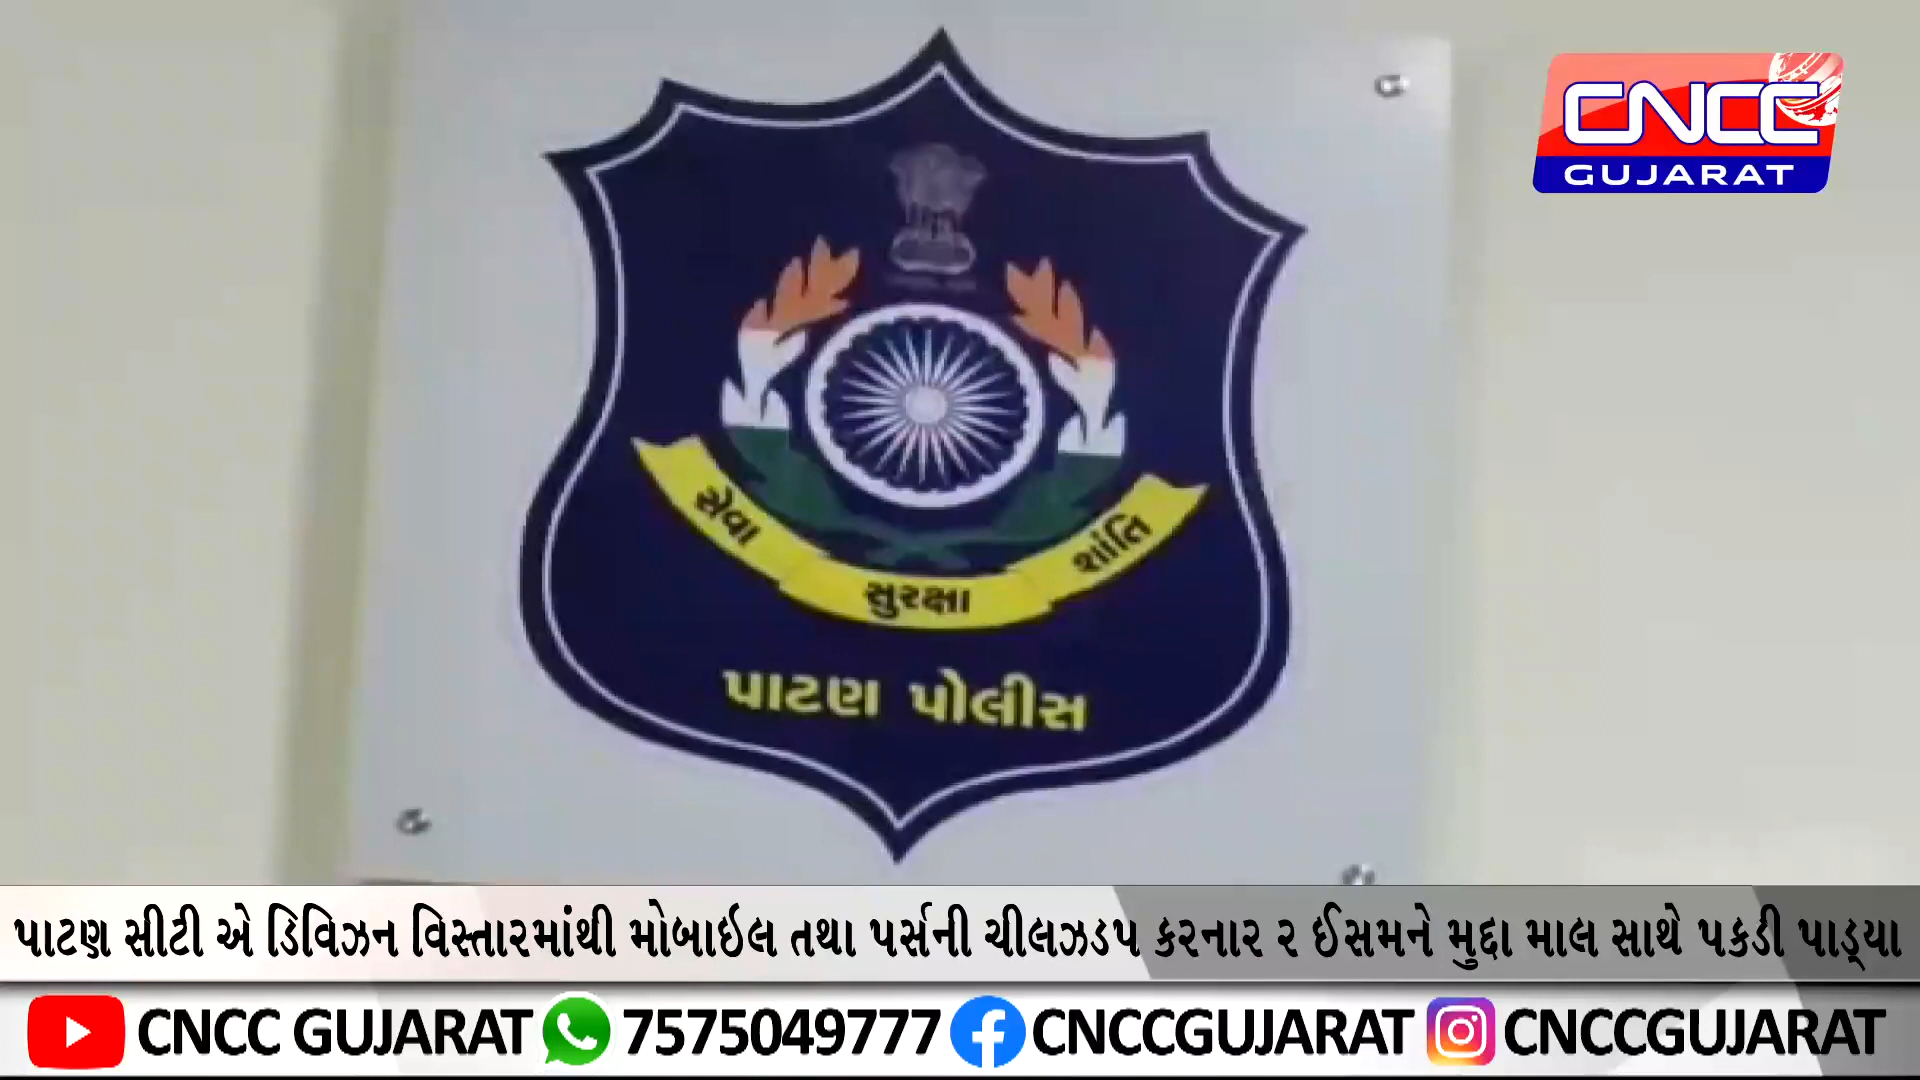 CNCC
GUJARAT
સેવા
સુરક્ષા
શાંતિ
પાટણ પોલીસ
પાટણ સીટી એ ડિવિઝન વિસ્તારમાંથી મોબાઇલ તથા પર્સની ચીલઝડપ કરનાર ૨ ઈસમને મુદ્દા માલ સાથે પકડી પાડ્યા
CNCC GUJARAT 7575049777 CNCCGUJARAT CNCCGUJARAT